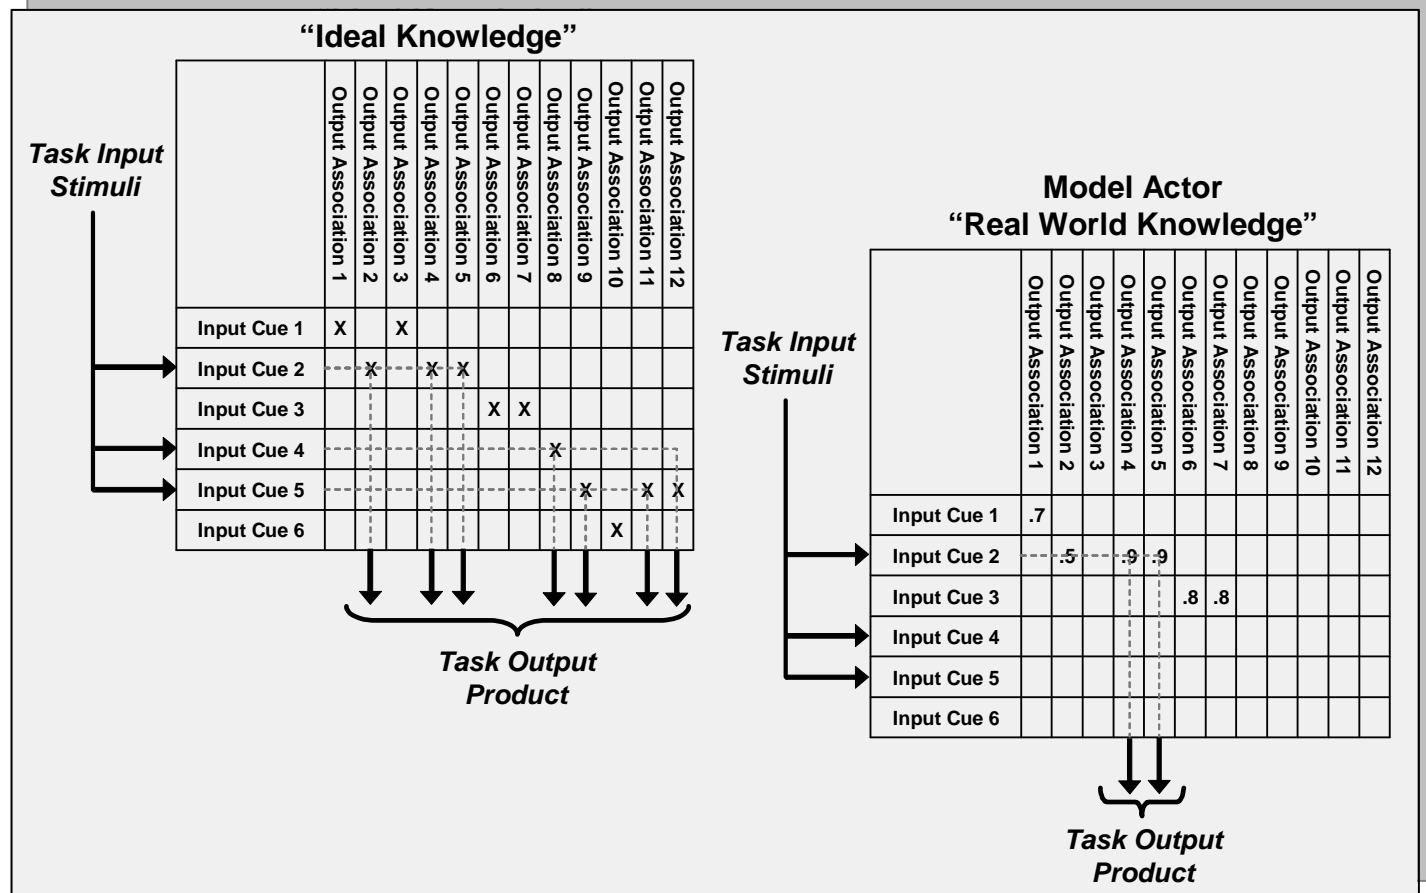 “Ideal Knowledge”
Task Input
Stimuli
Output Association 1
Output Association 2
Output Association 3
Output Association 4
Output Association 5
Output Association 6
Output Association 7
Output Association 8
Output Association 9
Output Association 10
Output Association 11
Output Association 12
Input Cue 1 X X
Input Cue 2 X X X
Input Cue 3 X X
Input Cue 4 X
Input Cue 5 X X X
Input Cue 6 X
Task Output
Product
Model Actor
“Real World Knowledge”
Task Input
Stimuli
Output Association 1
Output Association 2
Output Association 3
Output Association 4
Output Association 5
Output Association 6
Output Association 7
Output Association 8
Output Association 9
Output Association 10
Output Association 11
Output Association 12
Input Cue 1 .7
Input Cue 2 .5 .9 .9
Input Cue 3 .8 .8
Input Cue 4
Input Cue 5
Input Cue 6
Task Output
Product